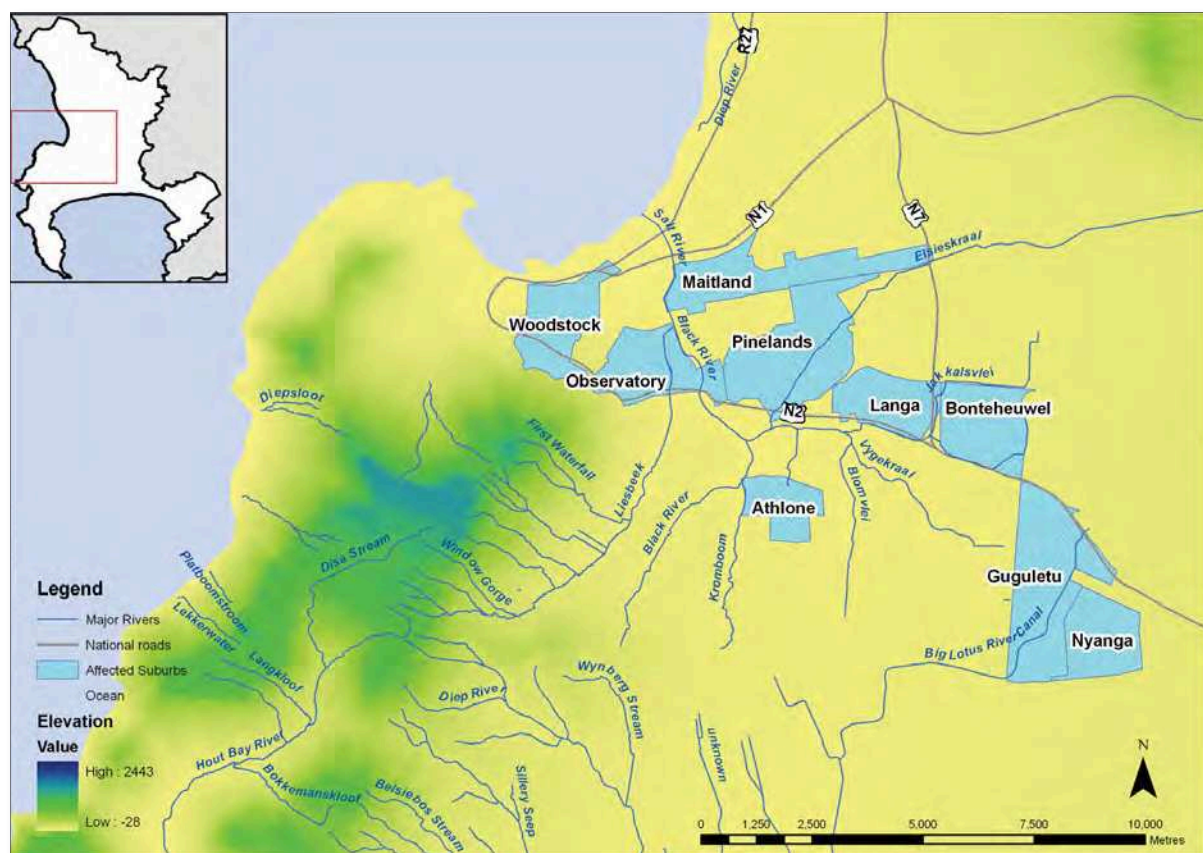 R27
Diep River
N1
N7
Salt River
Elsieskraal
Maitland
Woodstock
Black River
Pinelands
Observatory
Jakkalsvlei
Diepsloot
Langa
Bonteheuwel
N2
First Waterfall
Liesbeek
Vygekraal
Blomvlei
Black River
Athlone
Disa Stream
Window Gorge
Kromboom
Platboomstroom
Guguletu
Legend
Major Rivers
Lekkerwater
National roads
Nyanga
Langkloof
Big Lotus River Canal
Affected Suburbs
Wynberg Stream
Ocean
Diep River
Elevation
Value
unknown
N
Hout Bay River
High : 2443
Bokkemanskloof
Belsiebos Stream
Sillery Seep
Low : -28
0 1,250 2,500 5,000 7,500 10,000
Metres